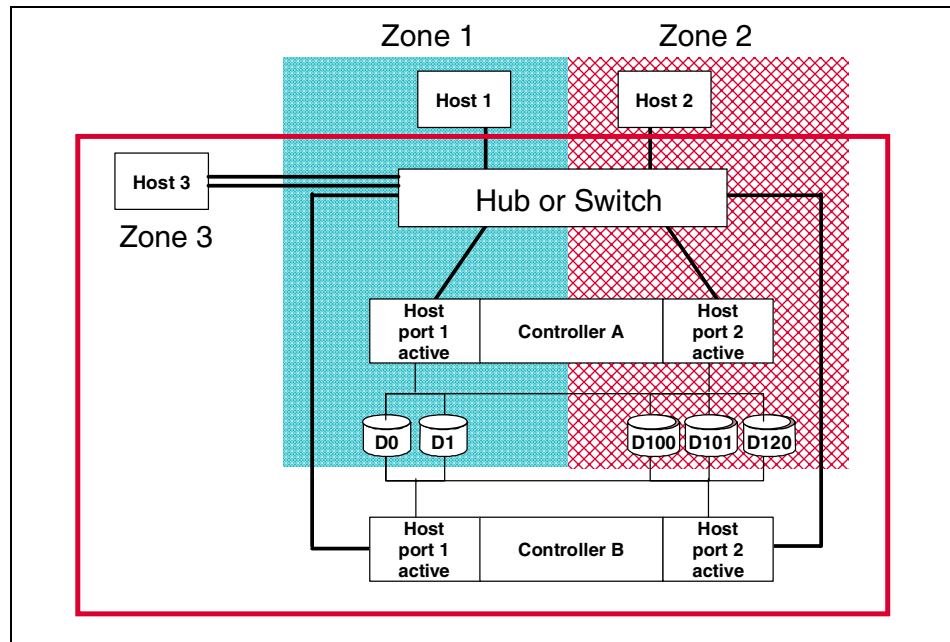 Zone 1
Zone 2
Host 1
Host 2
Host 3
Hub or Switch
Zone 3
Host
port 1
active
Controller A
Host
port 2
active
D0
D1
D100
D101
D120
Host
port 1
active
Controller B
Host
port 2
active